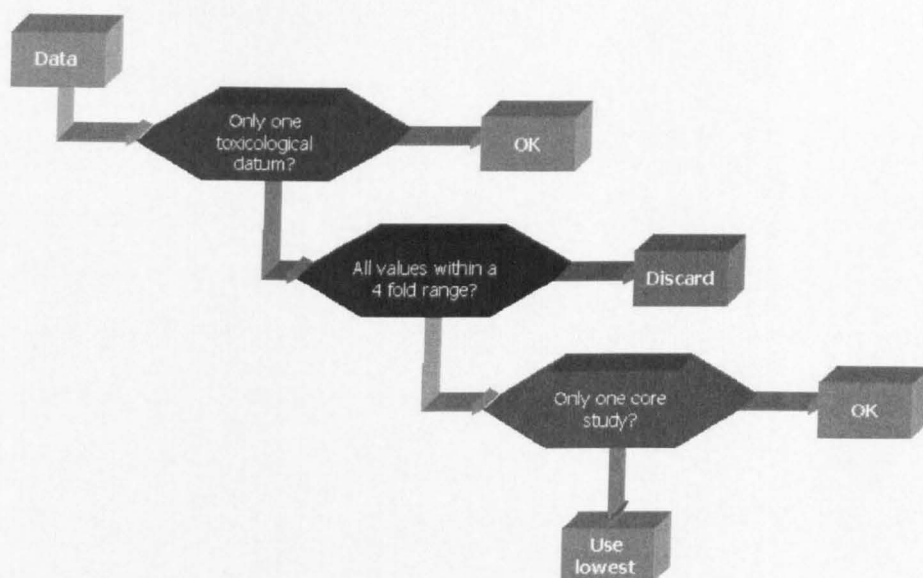 Data
Only one
toxicological
datum?
OK
All values within a
4 fold range?
Discard
Only one core
study?
OK
Use
lowest